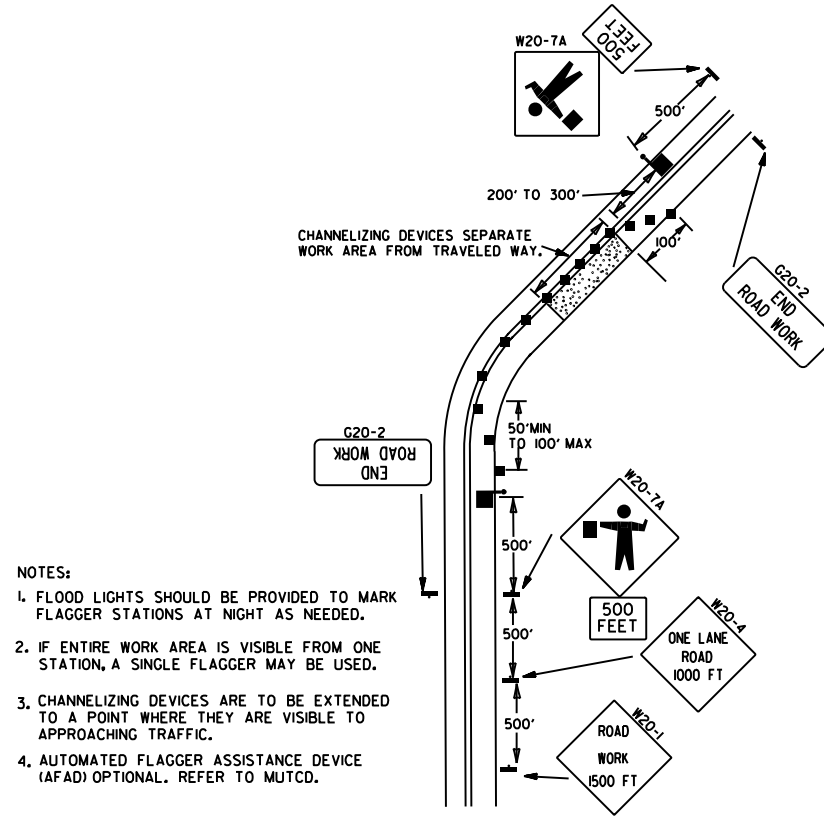 500
FEET
W20-7A
500'
200' TO 300'
CHANNELIZING DEVICES SEPARATE
WORK AREA FROM TRAVELED WAY.
100'
G20-2
END
ROAD WORK
50'MIN
TO 100' MAX
G20-2
END
ROAD WORK
W20-7A
500'
500
FEET
500'
W20-4
ONE LANE
ROAD
1000 FT
500'
W20-1
ROAD
WORK
1500 FT
NOTES:
1. FLOOD LIGHTS SHOULD BE PROVIDED TO MARK
FLAGGER STATIONS AT NIGHT AS NEEDED.
2. IF ENTIRE WORK AREA IS VISIBLE FROM ONE
STATION, A SINGLE FLAGGER MAY BE USED.
3. CHANNELIZING DEVICES ARE TO BE EXTENDED
TO A POINT WHERE THEY ARE VISIBLE TO
APPROACHING TRAFFIC.
4. AUTOMATED FLAGGER ASSISTANCE DEVICE
(AFAD) OPTIONAL. REFER TO MUTCD.